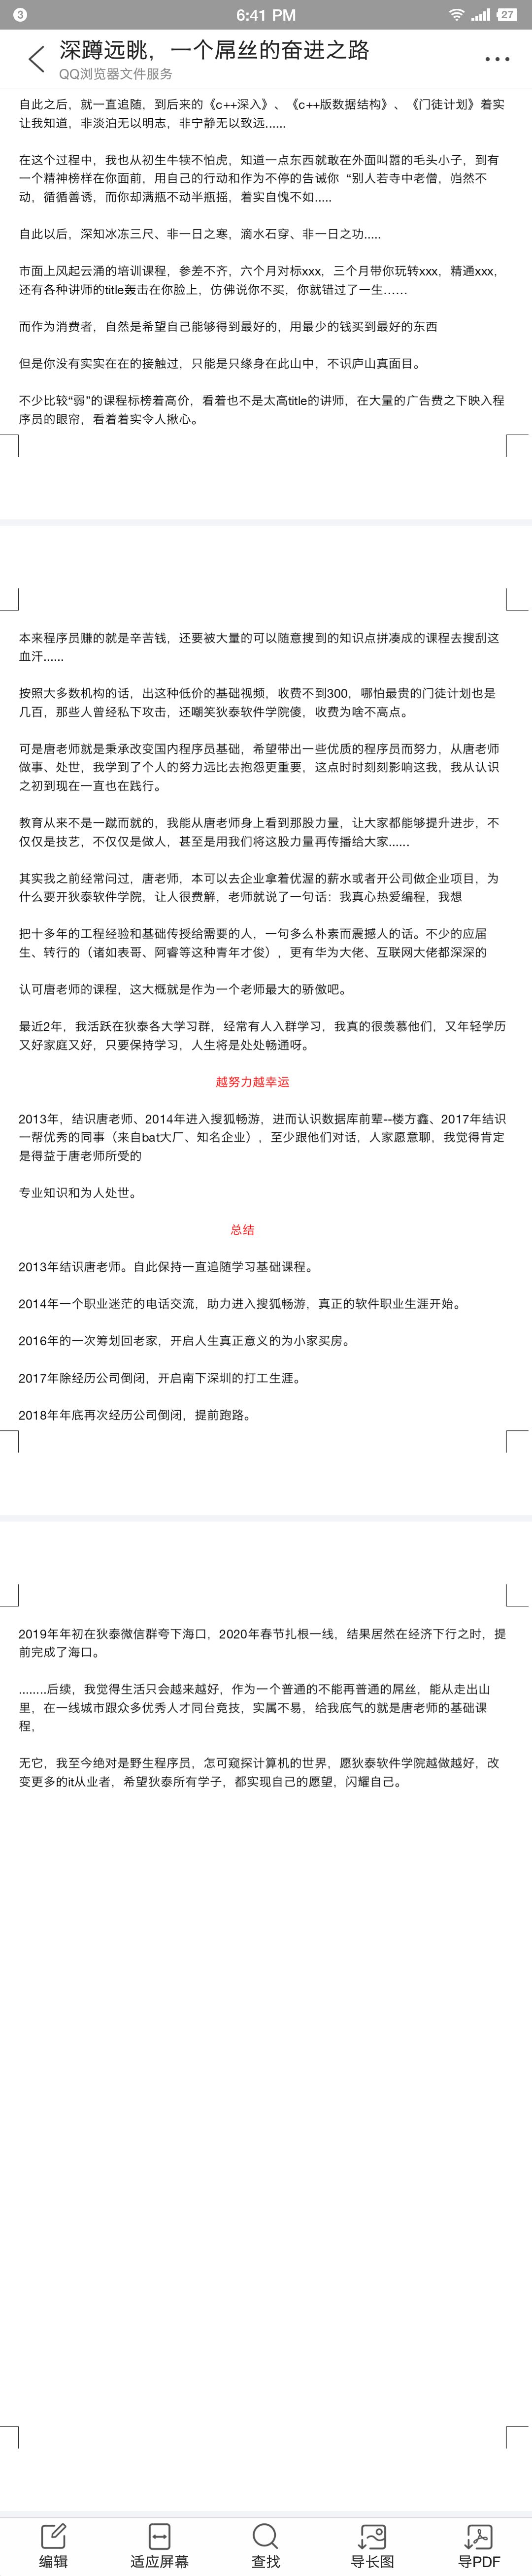 3
6:41 PM
27
深蹲远眺，一个屌丝的奋进之路
QQ浏览器文件服务
自此之后，就一直追随，到后来的《c++深入》、《c++版数据结构》、《门徒计划》着实
让我知道，非淡泊无以明志，非宁静无以致远......
在这个过程中，我也从初生牛犊不怕虎，知道一点东西就敢在外面叫嚣的毛头小子，到有
一个精神榜样在你面前，用自己的行动和作为不停的告诫你“别人若寺中老僧，岿然不
动，循循善诱，而你却满瓶不动半瓶摇，着实自愧不如.....
自此以后，深知冰冻三尺、非一日之寒，滴水石穿、非一日之功.....
市面上风起云涌的培训课程，参差不齐，六个月对标xxx，三个月带你玩转xxx，精通xxx，
还有各种讲师的title轰击在你脸上，仿佛说你不买，你就错过了一生……
而作为消费者，自然是希望自己能够得到最好的，用最少的钱买到最好的东西
但是你没有实实在在的接触过，只能是只缘身在此山中，不识庐山真面目。
不少比较“弱”的课程标榜着高价，看着也不是太高title的讲师，在大量的广告费之下映入程
序员的眼帘，看着着实令人揪心。
本来程序员赚的就是辛苦钱，还要被大量的可以随意搜到的知识点拼凑成的课程去搜刮这
血汗......
按照大多数机构的话，出这种低价的基础视频，收费不到300，哪怕最贵的门徒计划也是
几百，那些人曾经私下攻击，还嘲笑狄泰软件学院傻，收费为啥不高点。
可是唐老师就是秉承改变国内程序员基础，希望带出一些优质的程序员而努力，从唐老师
做事、处世，我学到了个人的努力远比去抱怨更重要，这点时时刻刻影响这我，我从认识
之初到现在一直也在践行。
教育从来不是一蹴而就的，我能从唐老师身上看到那股力量，让大家都能够提升进步，不
仅仅是技艺，不仅仅是做人，甚至是用我们将这股力量再传播给大家......
其实我之前经常问过，唐老师，本可以去企业拿着优渥的薪水或者开公司做企业项目，为
什么要开狄泰软件学院，让人很费解，老师就说了一句话：我真心热爱编程，我想
把十多年的工程经验和基础传授给需要的人，一句多么朴素而震撼人的话。不少的应届
生、转行的（诸如表哥、阿睿等这种青年才俊），更有华为大佬、互联网大佬都深深的
认可唐老师的课程，这大概就是作为一个老师最大的骄傲吧。
最近2年，我活跃在狄泰各大学习群，经常有人入群学习，我真的很羡慕他们，又年轻学历
又好家庭又好，只要保持学习，人生将是处处畅通呀。
越努力越幸运
2013年，结识唐老师、2014年进入搜狐畅游，进而认识数据库前辈--楼方鑫、2017年结识
一帮优秀的同事（来自bat大厂、知名企业），至少跟他们对话，人家愿意聊，我觉得肯定
是得益于唐老师所受的
专业知识和为人处世。
总结
2013年结识唐老师。自此保持一直追随学习基础课程。
2014年一个职业迷茫的电话交流，助力进入搜狐畅游，真正的软件职业生涯开始。
2016年的一次筹划回老家，开启人生真正意义的为小家买房。
2017年除经历公司倒闭，开启南下深圳的打工生涯。
2018年年底再次经历公司倒闭，提前跑路。
2019年年初在狄泰微信群夸下海口，2020年春节扎根一线，结果居然在经济下行之时，提
前完成了海口。
........后续，我觉得生活只会越来越好，作为一个普通的不能再普通的屌丝，能从走出山
里，在一线城市跟众多优秀人才同台竞技，实属不易，给我底气的就是唐老师的基础课
程，
无它，我至今绝对是野生程序员，怎可窥探计算机的世界，愿狄泰软件学院越做越好，改
变更多的it从业者，希望狄泰所有学子，都实现自己的愿望，闪耀自己。
编辑
适应屏幕
查找
导长图
导PDF